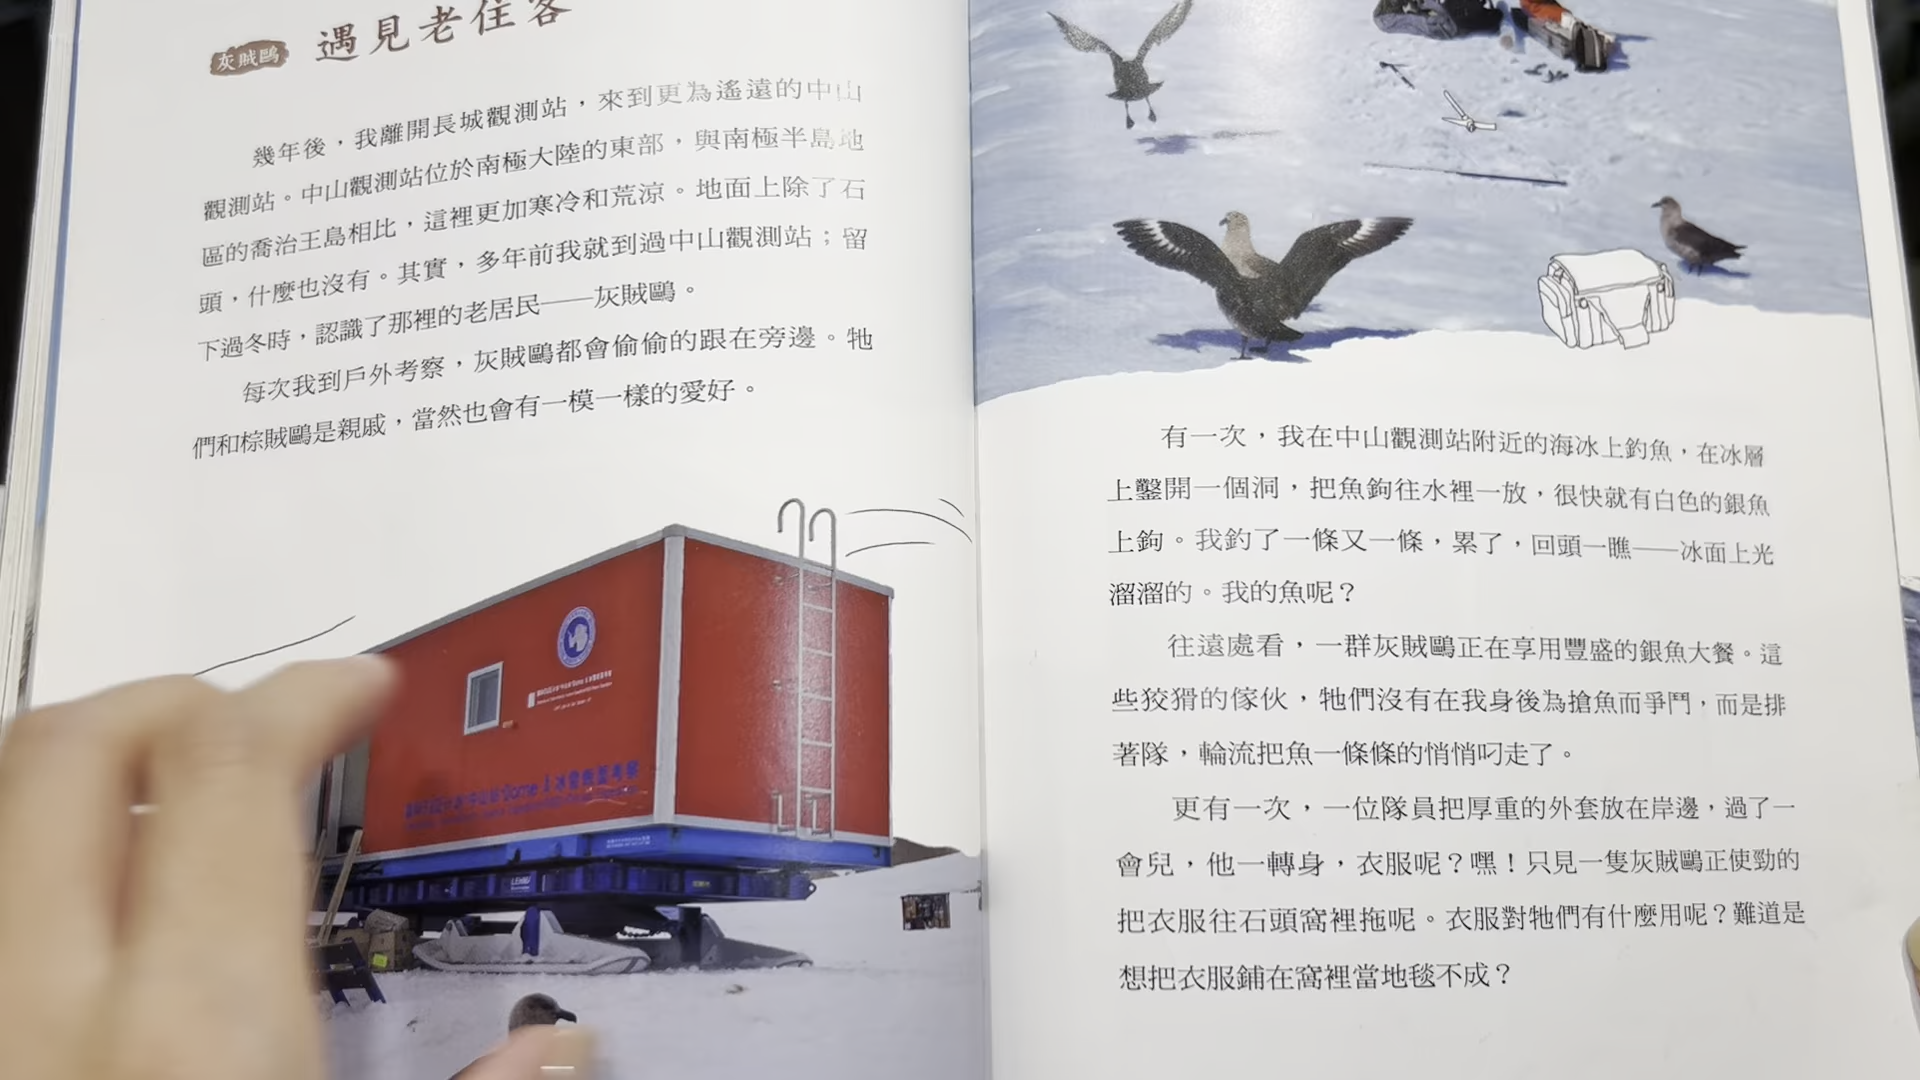 灰賊鷗
遇見老住客
幾年後，我離開長城觀測站，來到更為遙遠的中山
觀測站。中山觀測站位於南極大陸的東部，與南極半島地
區的喬治王島相比，這裡更加寒冷和荒涼。地面上除了石
頭，什麼也沒有。其實，多年前我就到過中山觀測站；留
下過冬時，認識了那裡的老居民——灰賊鷗。
每次我到戶外考察，灰賊鷗都會偷偷的跟在旁邊。牠
們和棕賊鷗是親戚，當然也會有一模一樣的愛好。
有一次，我在中山觀測站附近的海冰上釣魚，在冰層
上鑿開一個洞，把魚鉤往水裡一放，很快就有白色的銀魚
上鉤。我釣了一條又一條，累了，回頭一瞧——冰面上光
溜溜的。我的魚呢？
往遠處看，一群灰賊鷗正在享用豐盛的銀魚大餐。這
些狡猾的傢伙，牠們沒有在我身後為搶魚而爭鬥，而是排
著隊，輪流把魚一條條的悄悄叼走了。
更有一次，一位隊員把厚重的外套放在岸邊，過了一
會兒，他一轉身，衣服呢？嘿！只見一隻灰賊鷗正使勁的
把衣服往石頭窩裡拖呢。衣服對牠們有什麼用呢？難道是
想把衣服鋪在窩裡當地毯不成？